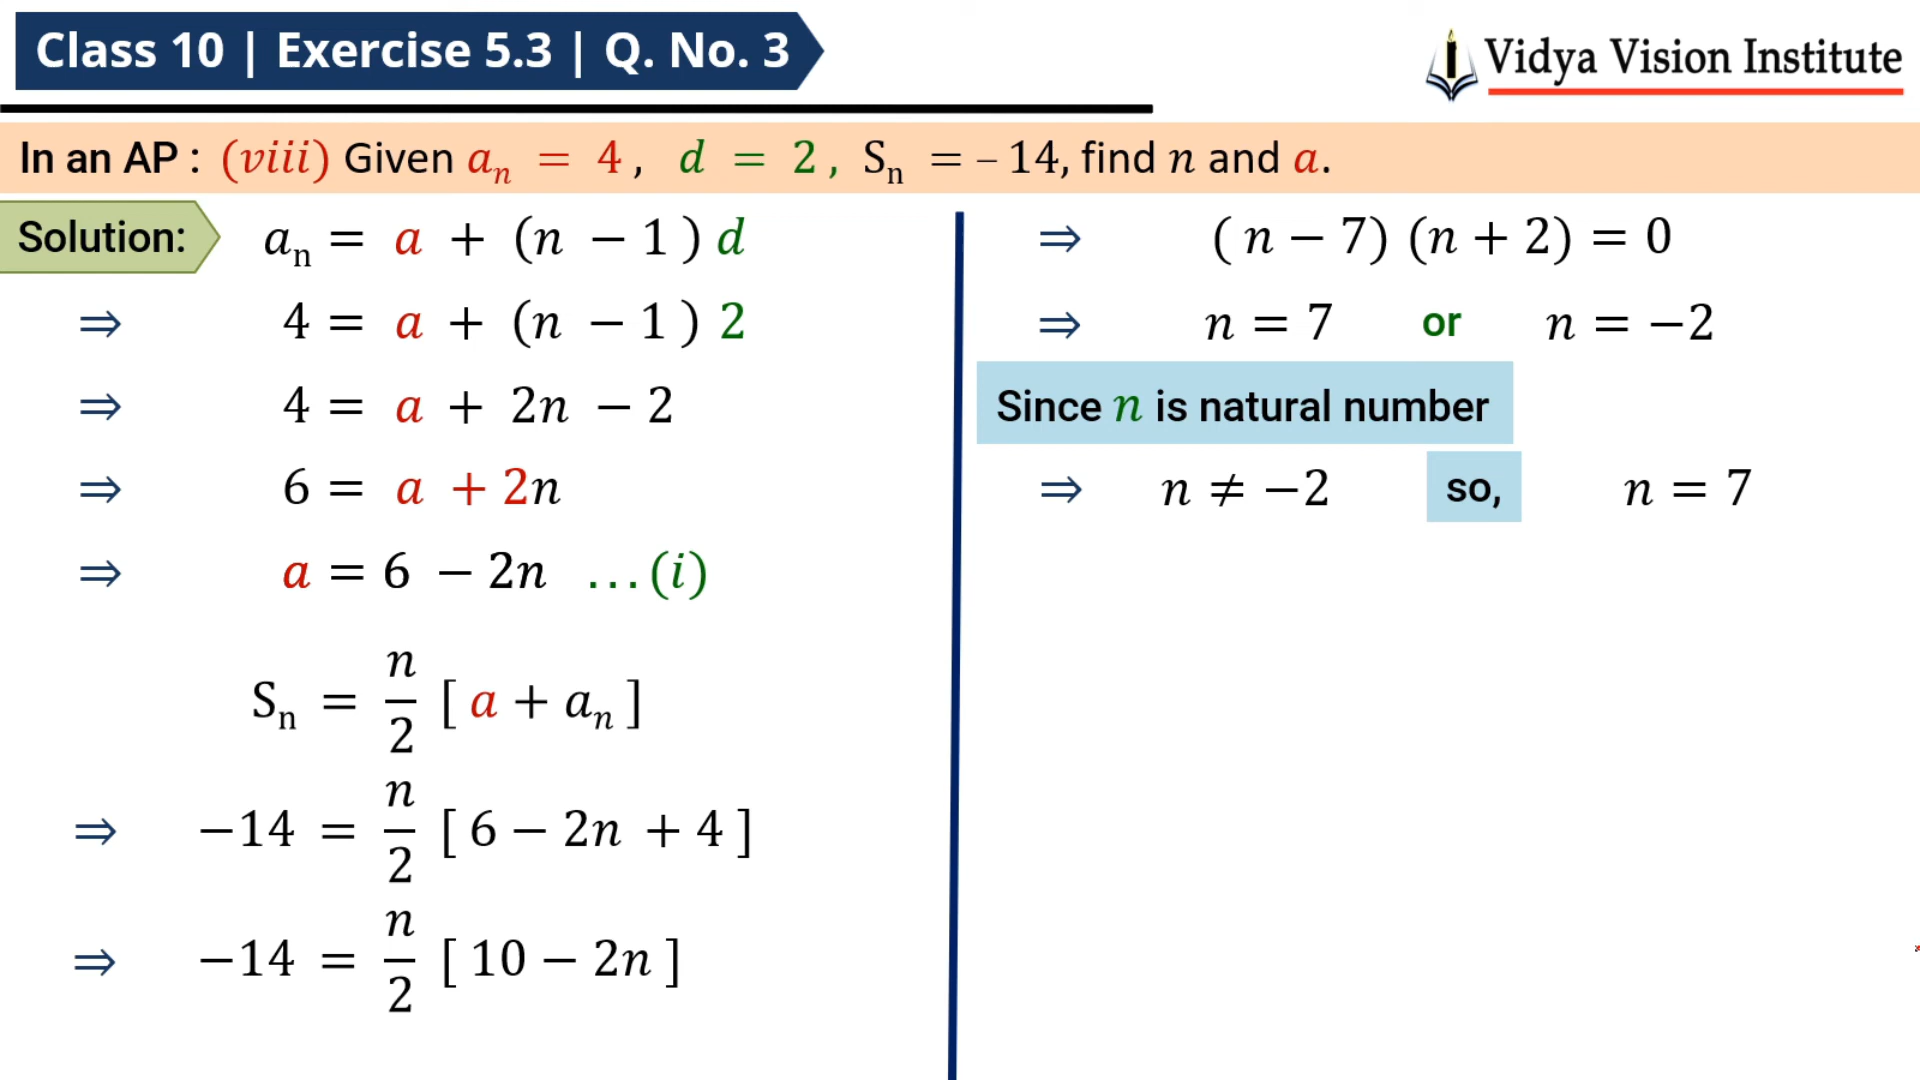 Class 10 | Exercise 5.3 | Q. No. 3
Vidya Vision Institute
In an AP : (viii) Given aₙ = 4 , d = 2 , Sₙ = – 14, find n and a.
Solution: aₙ = a + (n − 1 ) d
⇒ 4 = a + (n − 1 ) 2
⇒ 4 = a + 2n − 2
⇒ 6 = a + 2n
⇒ a = 6 − 2n ...(i)
Sₙ = n/2 [ a + aₙ ]
⇒ −14 = n/2 [ 6 − 2n + 4 ]
⇒ −14 = n/2 [ 10 − 2n ]
⇒ ( n − 7) (n + 2) = 0
⇒ n = 7 or n = −2
Since n is natural number
⇒ n ≠ −2 so, n = 7